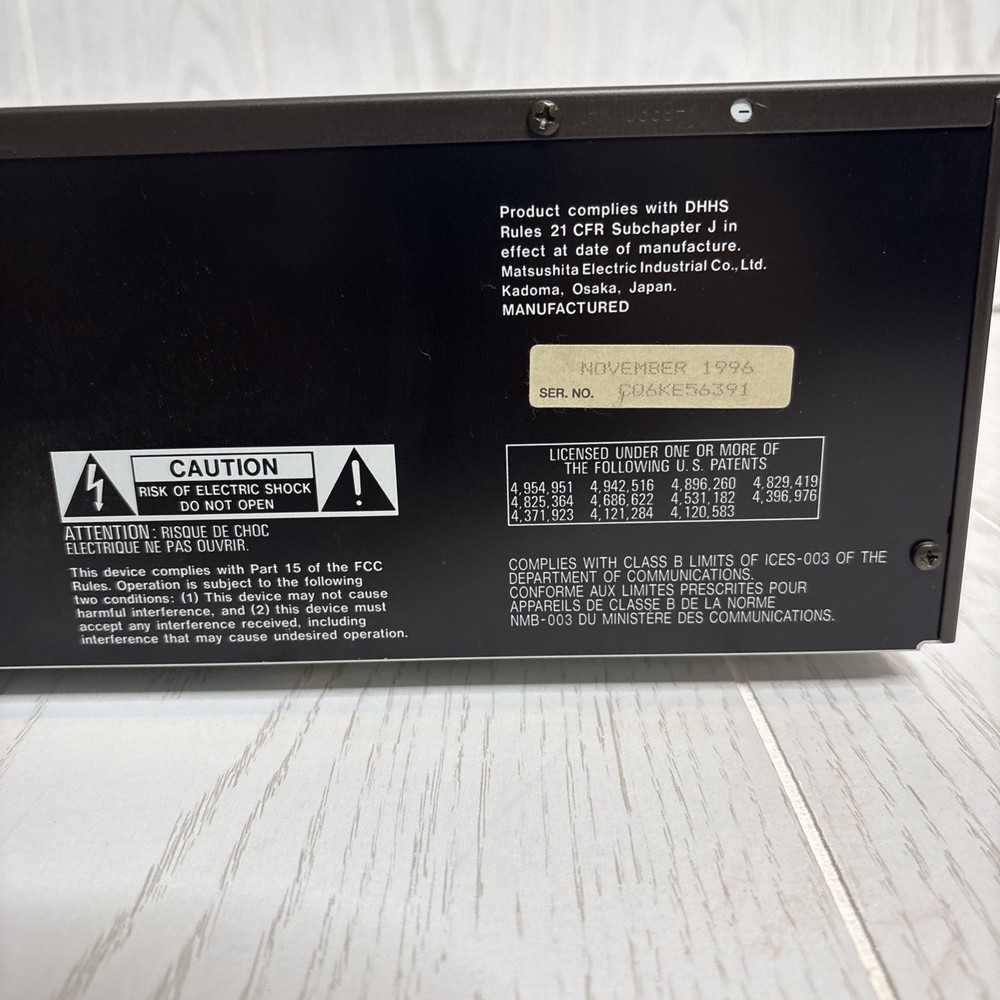 Product complies with DHHS
Rules 21 CFR Subchapter J in
effect at date of manufacture.
Matsushita Electric Industrial Co., Ltd.
Kadoma, Osaka, Japan.
MANUFACTURED
NOVEMBER 1996
SER. NO. CQ6KE56391
LICENSED UNDER ONE OR MORE OF
THE FOLLOWING U.S. PATENTS
4,954,951 4,942,516 4,896,260 4,829,419
4,825,364 4,686,622 4,531,182 4,396,976
4,371,923 4,121,284 4,120,583
CAUTION
RISK OF ELECTRIC SHOCK
DO NOT OPEN
ATTENTION: RISQUE DE CHOC
ELECTRIQUE NE PAS OUVRIR.
This device complies with Part 15 of the FCC
Rules. Operation is subject to the following
two conditions: (1) This device may not cause
harmful interference, and (2) this device must
accept any interference received, including
interference that may cause undesired operation.
COMPLIES WITH CLASS B LIMITS OF ICES-003 OF THE
DEPARTMENT OF COMMUNICATIONS.
CONFORME AUX LIMITES PRESCRITES POUR
APPAREILS DE CLASSE B DE LA NORME
NMB-003 DU MINISTERE DES COMMUNICATIONS.